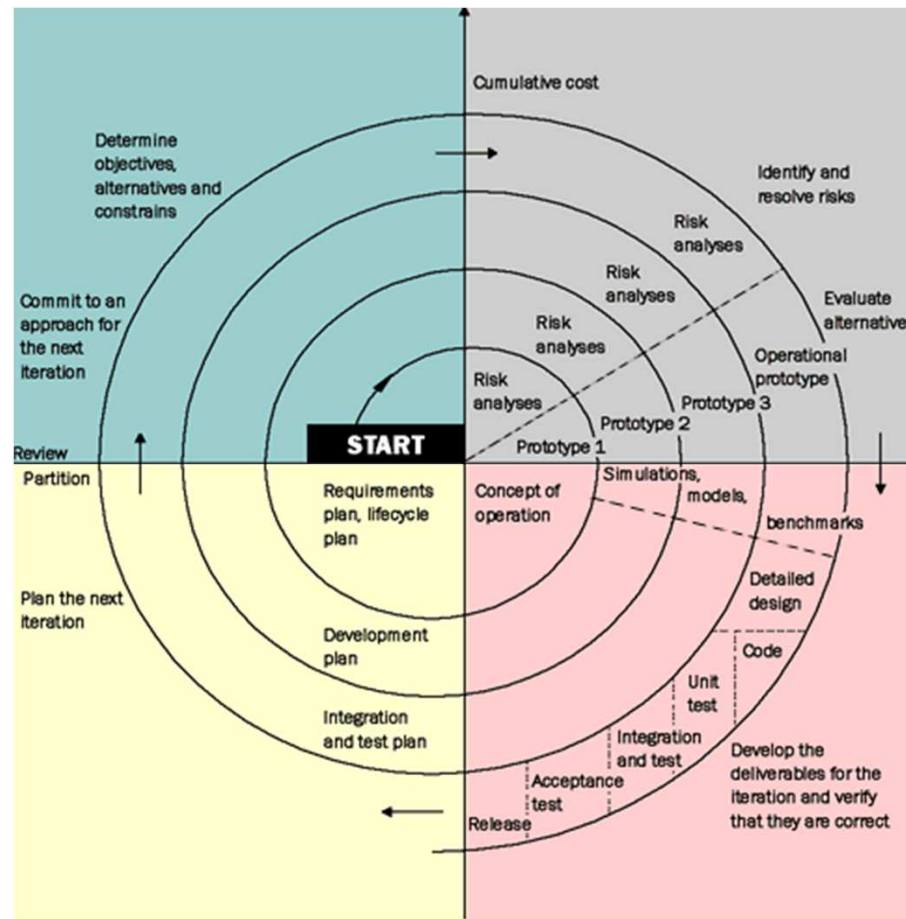 Cumulative cost
Determine
objectives,
alternatives and
constrains
Identify and
resolve risks
Risk
analyses
Risk
analyses
Risk
analyses
Risk
analyses
Commit to an
approach for
the next
iteration
Evaluate
alternative
Operational
prototype
Prototype 3
Prototype 2
Prototype 1
START
Review
Partition
Requirements
plan, lifecycle
plan
Concept of
operation
Simulations,
models,
benchmarks
Plan the next
iteration
Development
plan
Integration
and test plan
Detailed
design
Code
Unit
test
Integration
and test
Acceptance
test
Release
Develop the
deliverables for the
iteration and verify
that they are correct